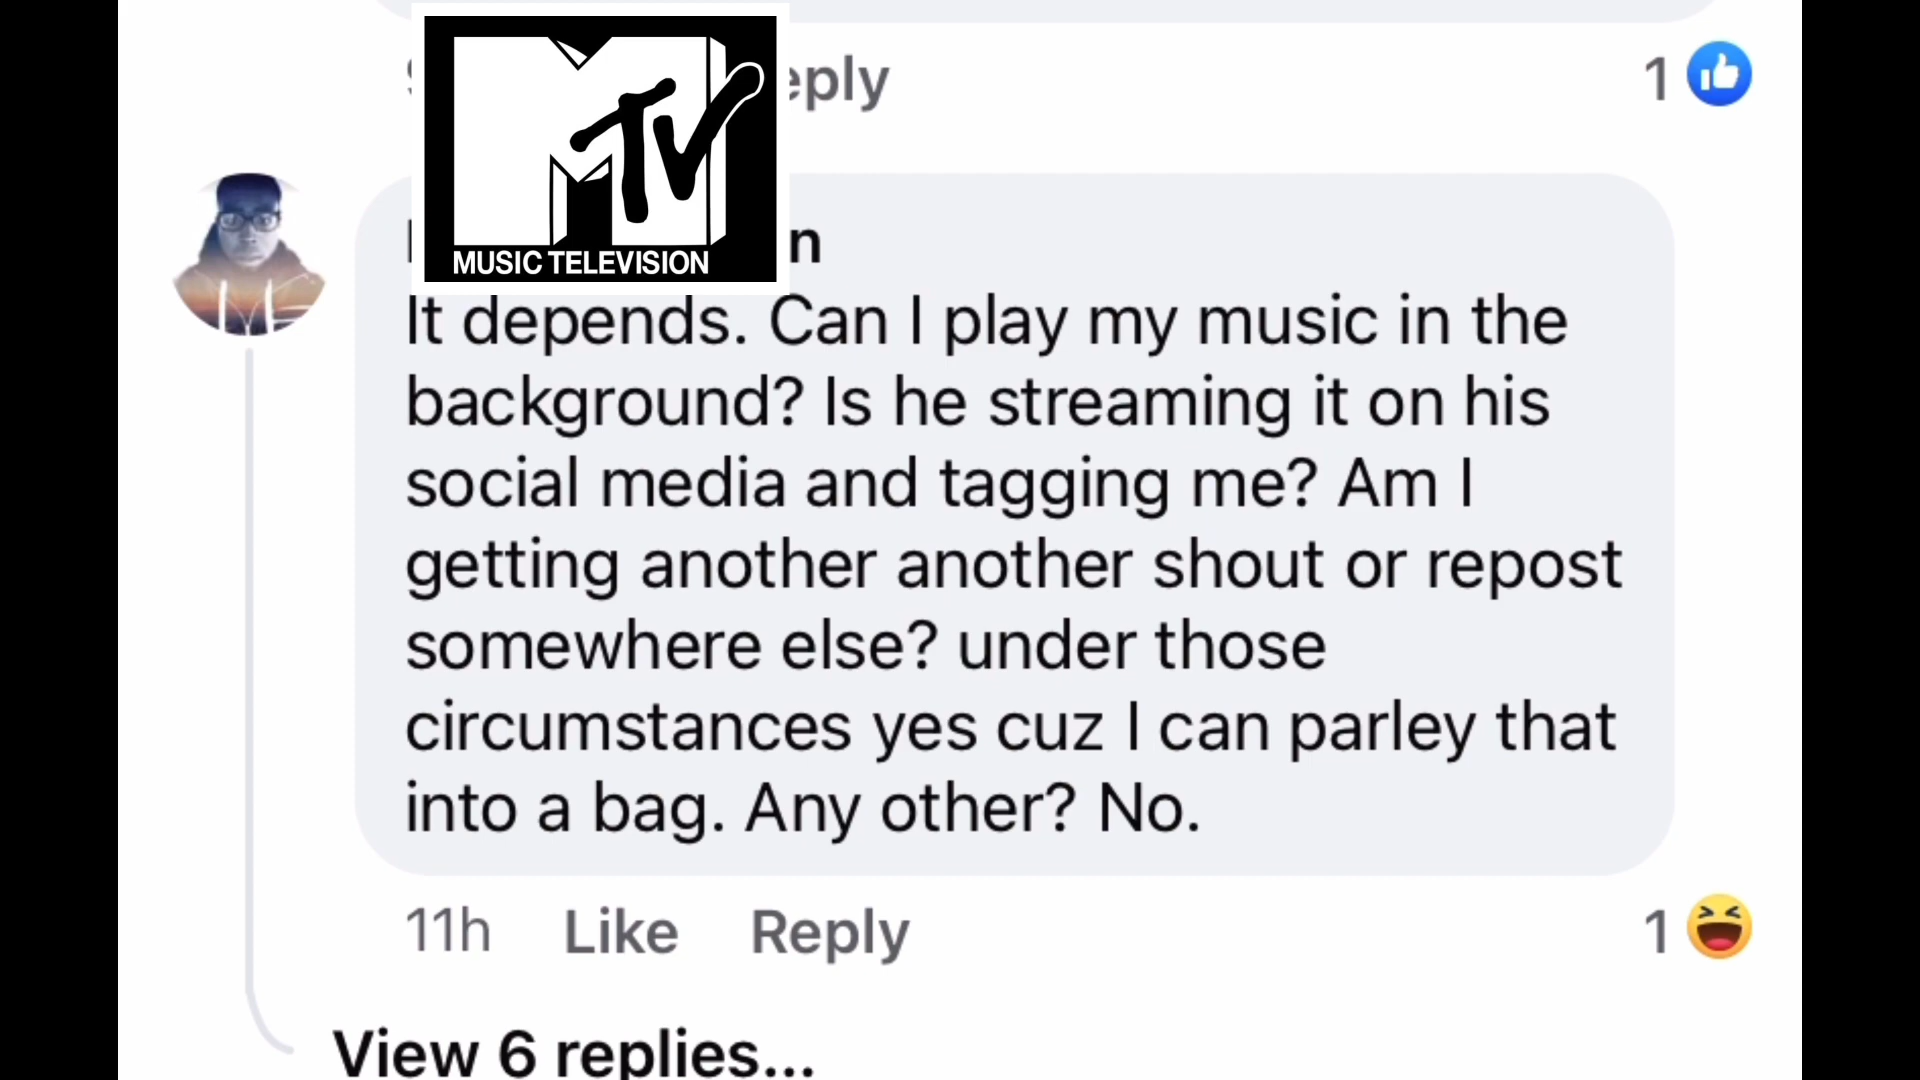 eply
1
MTV
MUSIC TELEVISION
n
It depends. Can I play my music in the
background? Is he streaming it on his
social media and tagging me? Am I
getting another another shout or repost
somewhere else? under those
circumstances yes cuz I can parley that
into a bag. Any other? No.
11h Like Reply
1
View 6 replies...